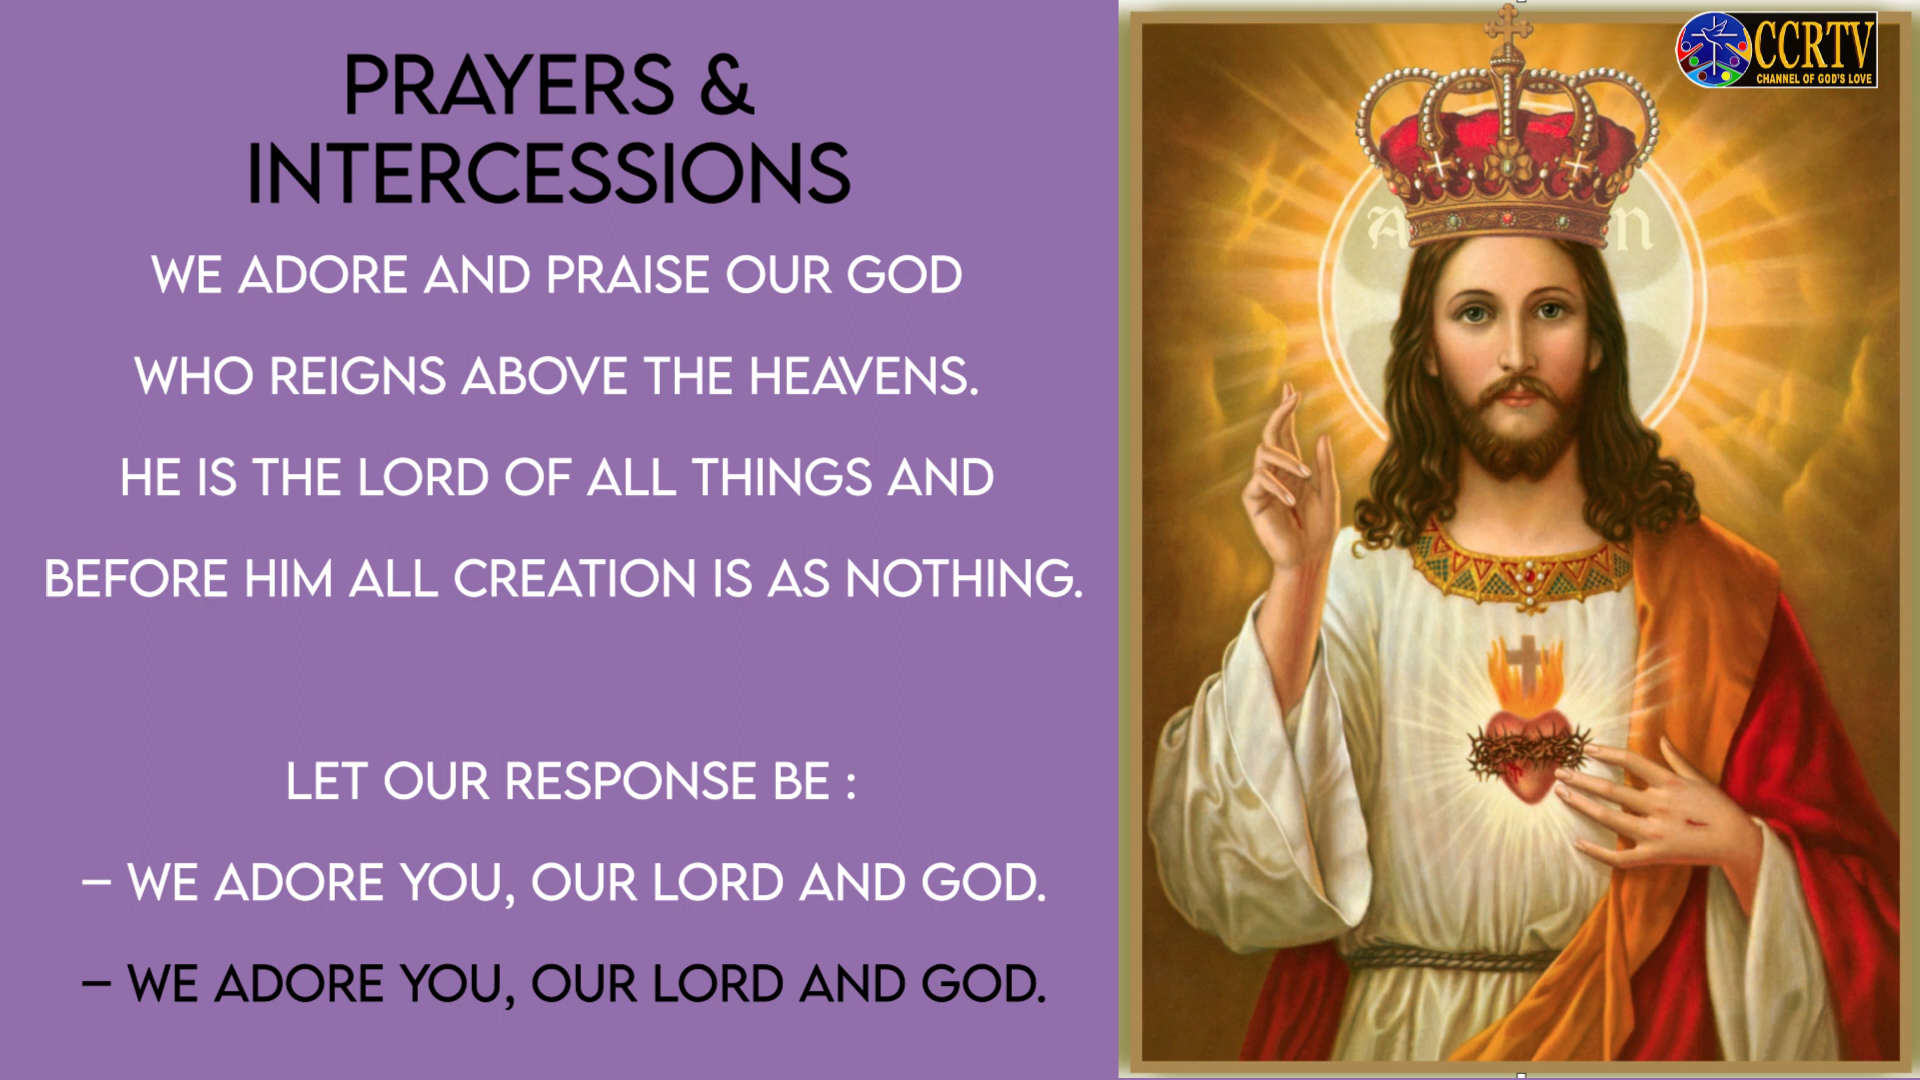 PRAYERS &
INTERCESSIONS
WE ADORE AND PRAISE OUR GOD
WHO REIGNS ABOVE THE HEAVENS.
HE IS THE LORD OF ALL THINGS AND
BEFORE HIM ALL CREATION IS AS NOTHING.
LET OUR RESPONSE BE :
– WE ADORE YOU, OUR LORD AND GOD.
– WE ADORE YOU, OUR LORD AND GOD.
CCRTV
CHANNEL OF GOD'S LOVE